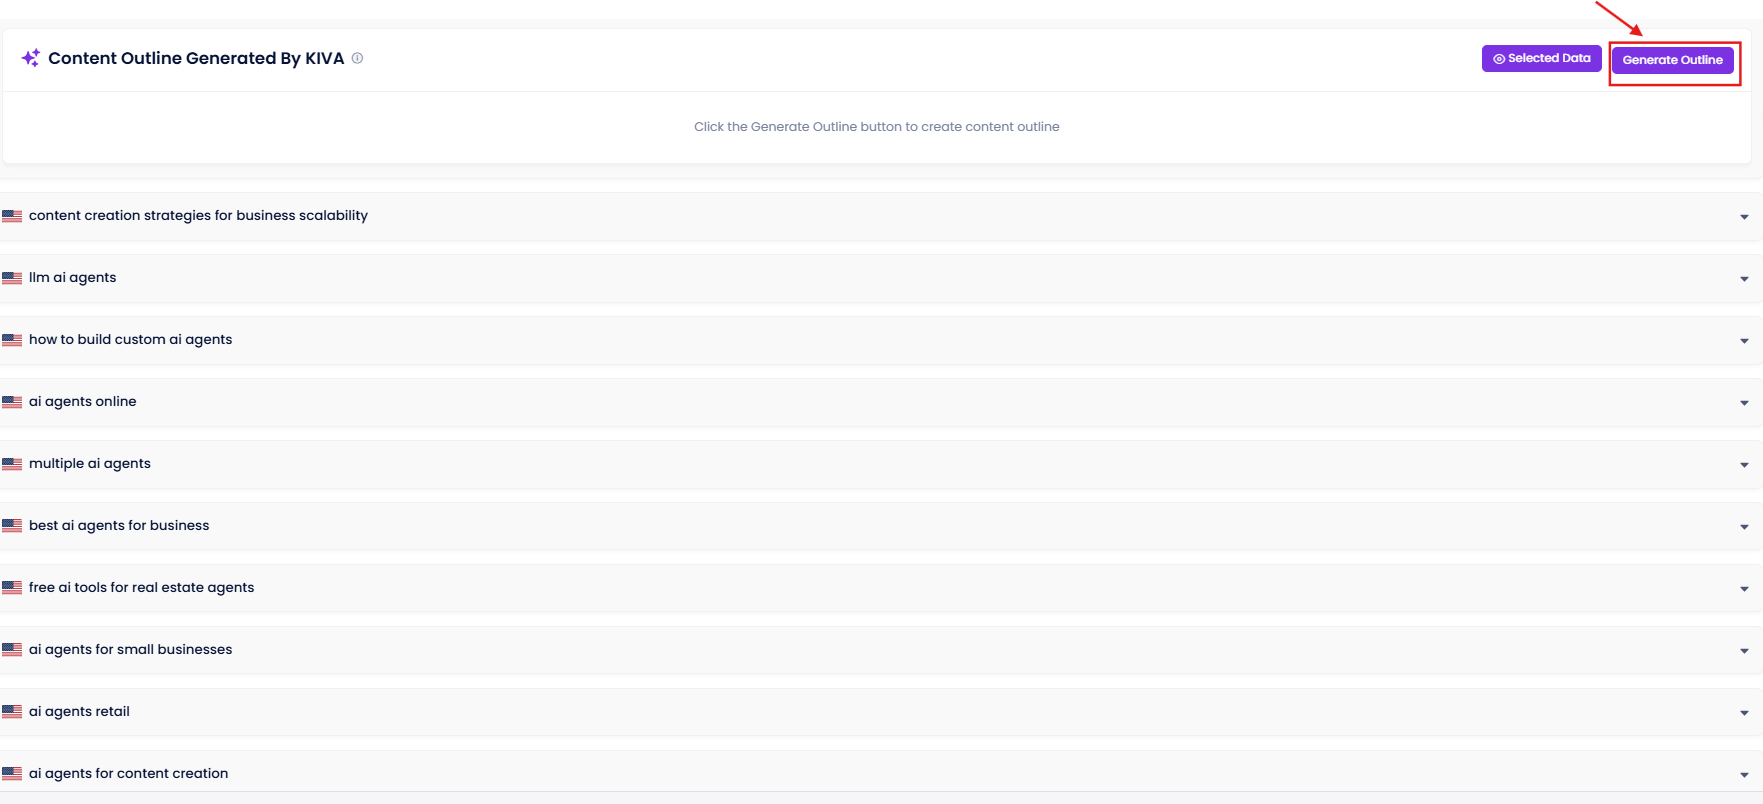 Content Outline Generated By KIVA
Selected Data
Generate Outline
Click the Generate Outline button to create content outline
content creation strategies for business scalability
llm ai agents
how to build custom ai agents
ai agents online
multiple ai agents
best ai agents for business
free ai tools for real estate agents
ai agents for small businesses
ai agents retail
ai agents for content creation